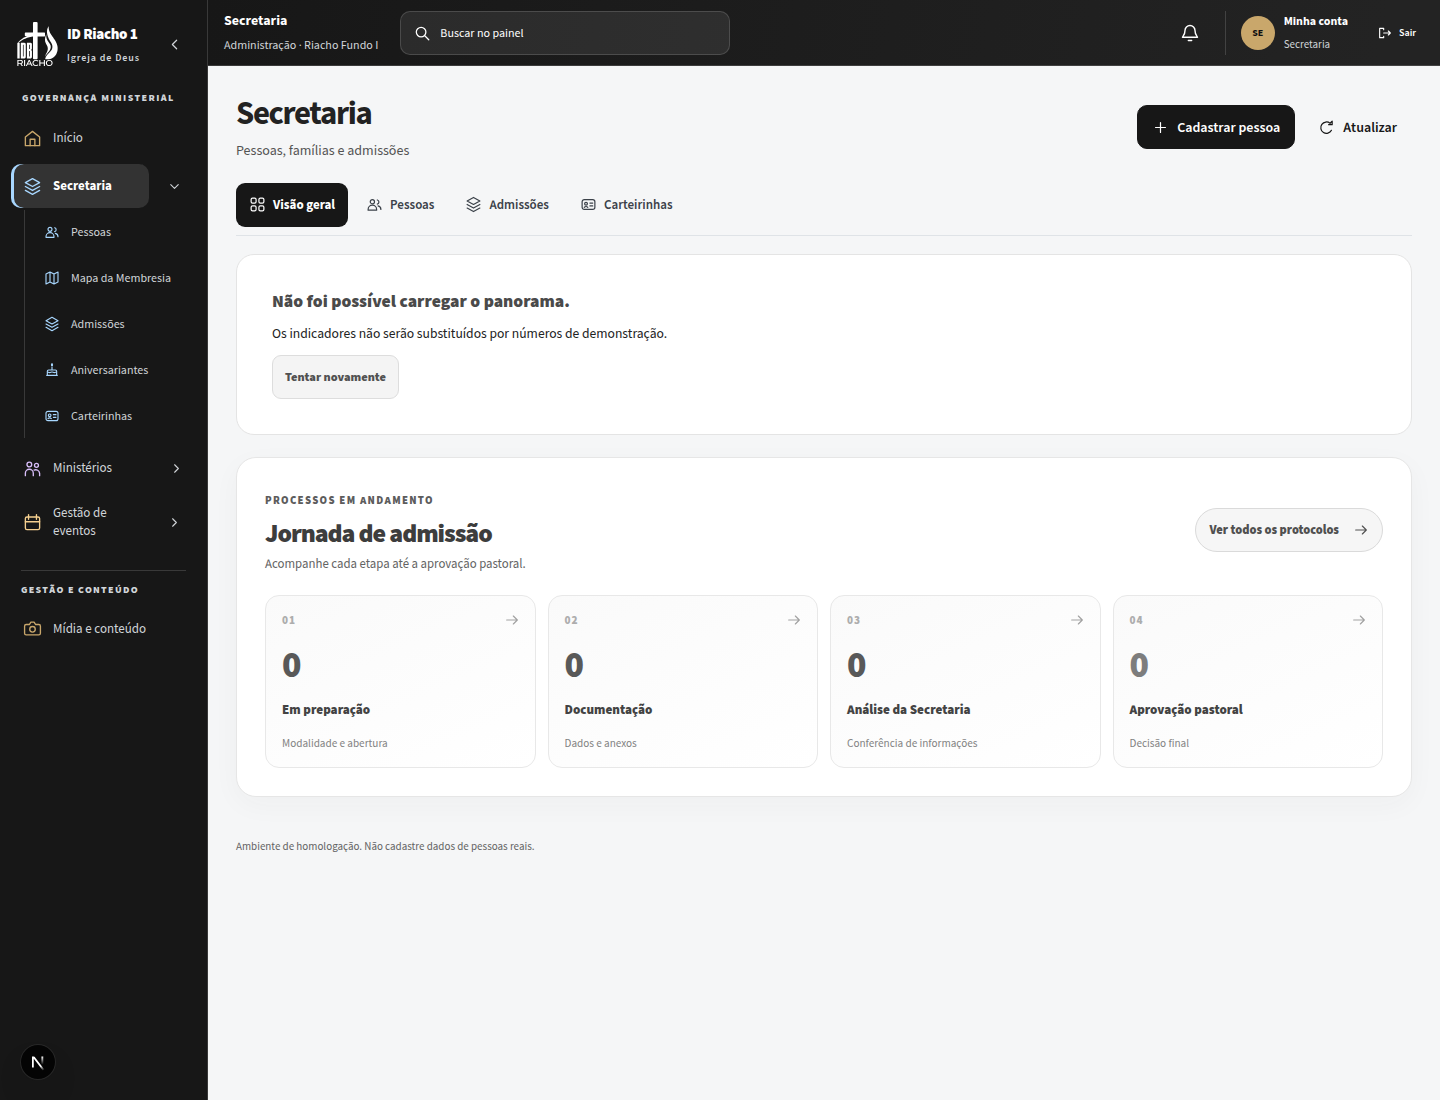 IDB
RIACHO
ID Riacho 1
Igreja de Deus
GOVERNANÇA MINISTERIAL
Início
Secretaria
Pessoas
Mapa da Membresia
Admissões
Aniversariantes
Carteirinhas
Ministérios
Gestão de
eventos
GESTÃO E CONTEÚDO
Mídia e conteúdo
N
Secretaria
Administração · Riacho Fundo I
Buscar no painel
SE
Minha conta
Secretaria
Sair
Secretaria
Pessoas, famílias e admissões
Cadastrar pessoa
Atualizar
Visão geral
Pessoas
Admissões
Carteirinhas
Não foi possível carregar o panorama.
Os indicadores não serão substituídos por números de demonstração.
Tentar novamente
PROCESSOS EM ANDAMENTO
Jornada de admissão
Acompanhe cada etapa até a aprovação pastoral.
Ver todos os protocolos
01
0
Em preparação
Modalidade e abertura
02
0
Documentação
Dados e anexos
03
0
Análise da Secretaria
Conferência de informações
04
0
Aprovação pastoral
Decisão final
Ambiente de homologação. Não cadastre dados de pessoas reais.